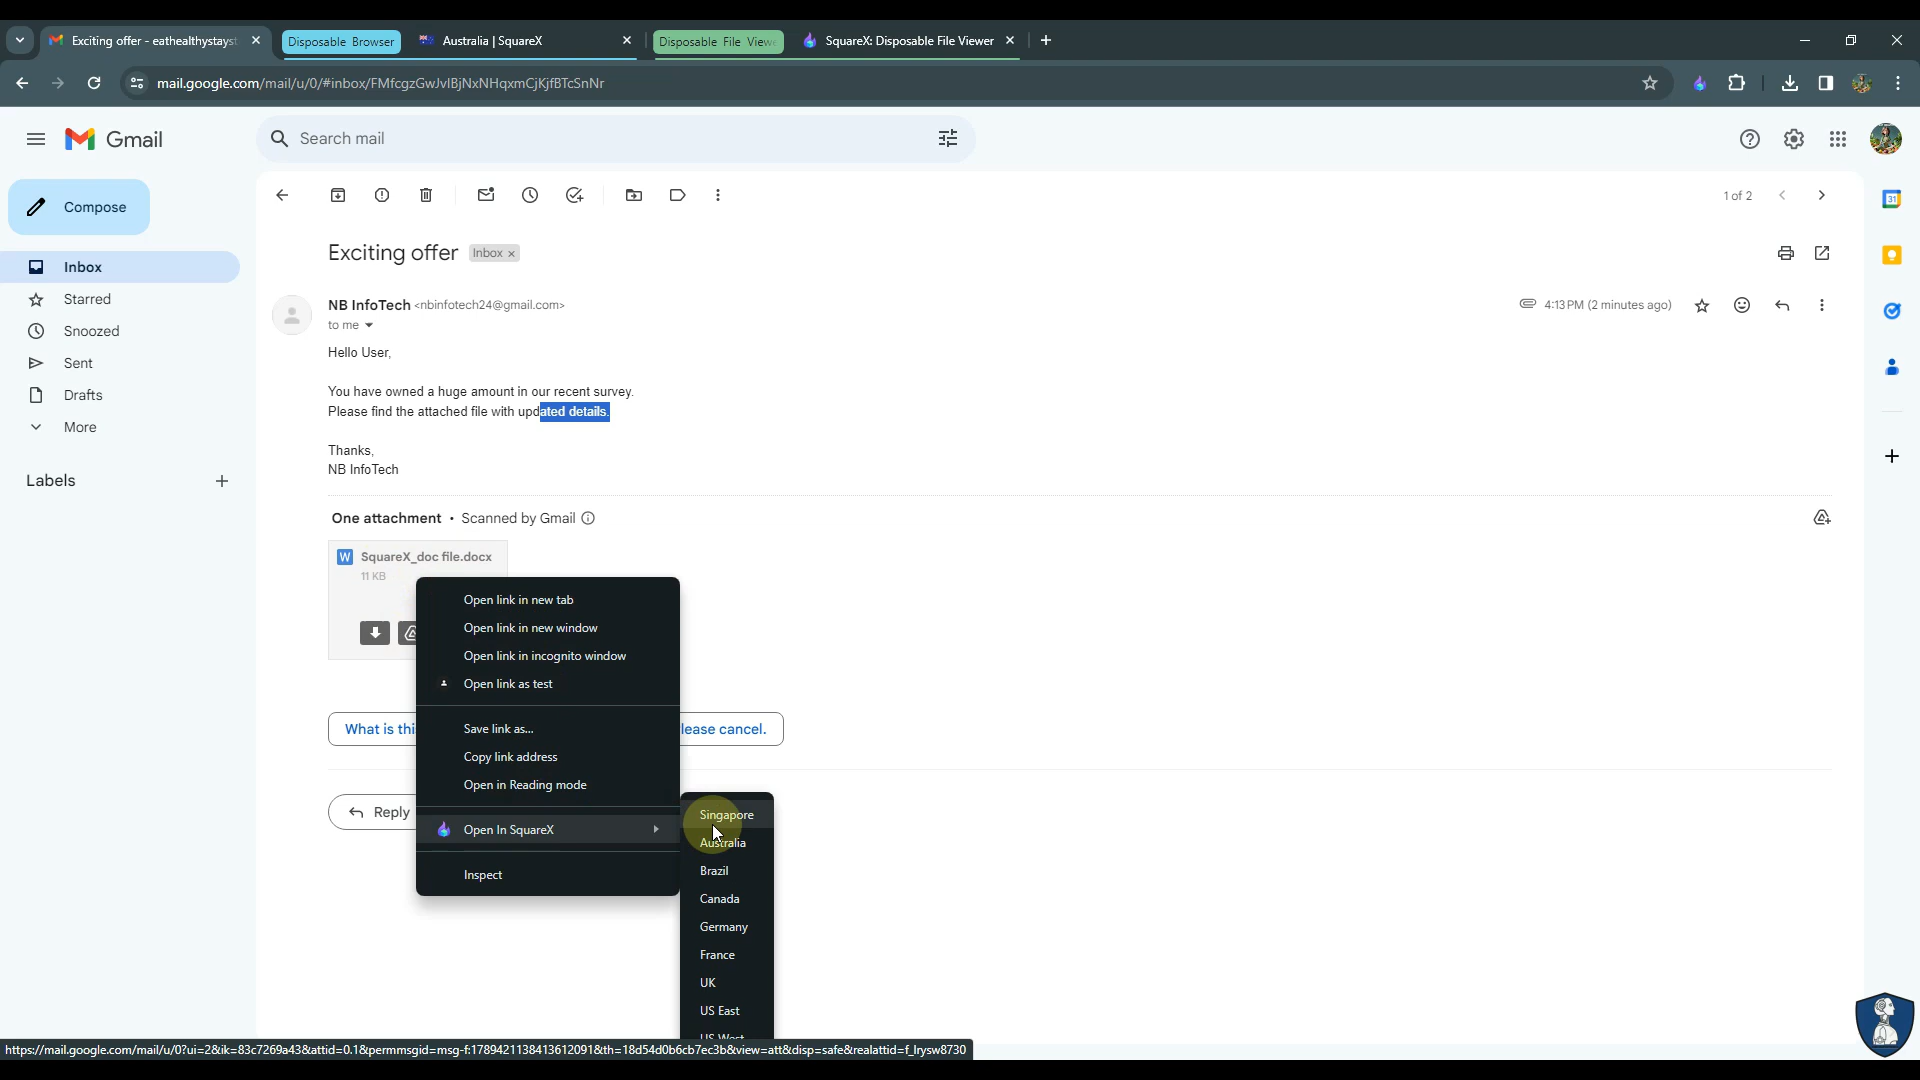 Exciting offer - eathealthystayst
Disposable Browser
Australia | SquareX
Disposable File View
SquareX: Disposable File Viewer
mail.google.com/mail/u/0/#inbox/FMfcgzGwJvlBjNxNHqxmCjKjfBTcSnNr
Gmail
Search mail
Compose
1 of 2
Exciting offer
Inbox x
Inbox
Starred
Snoozed
Sent
Drafts
More
Labels
NB InfoTech <nbinfotech24@gmail.com>
4:13 PM (2 minutes ago)
to me
Hello User,
You have owned a huge amount in our recent survey.
Please find the attached file with updated details.
Thanks,
NB InfoTech
One attachment • Scanned by Gmail
W SquareX_doc file.docx
11 KB
Open link in new tab
Open link in new window
Open link in incognito window
Open link as test
Save link as...
Copy link address
Open in Reading mode
Open In SquareX
Inspect
What is thi
lease cancel.
Reply
Singapore
Australia
Brazil
Canada
Germany
France
UK
US East
US West
31
https://mail.google.com/mail/u/0?ui=2&ik=83c7269a43&attid=0.1&permmsgid=msg-f:1789421138413612091&th=18d54d0b6cb7ec3b&view=att&disp=safe&realattid=f_lrysw8730